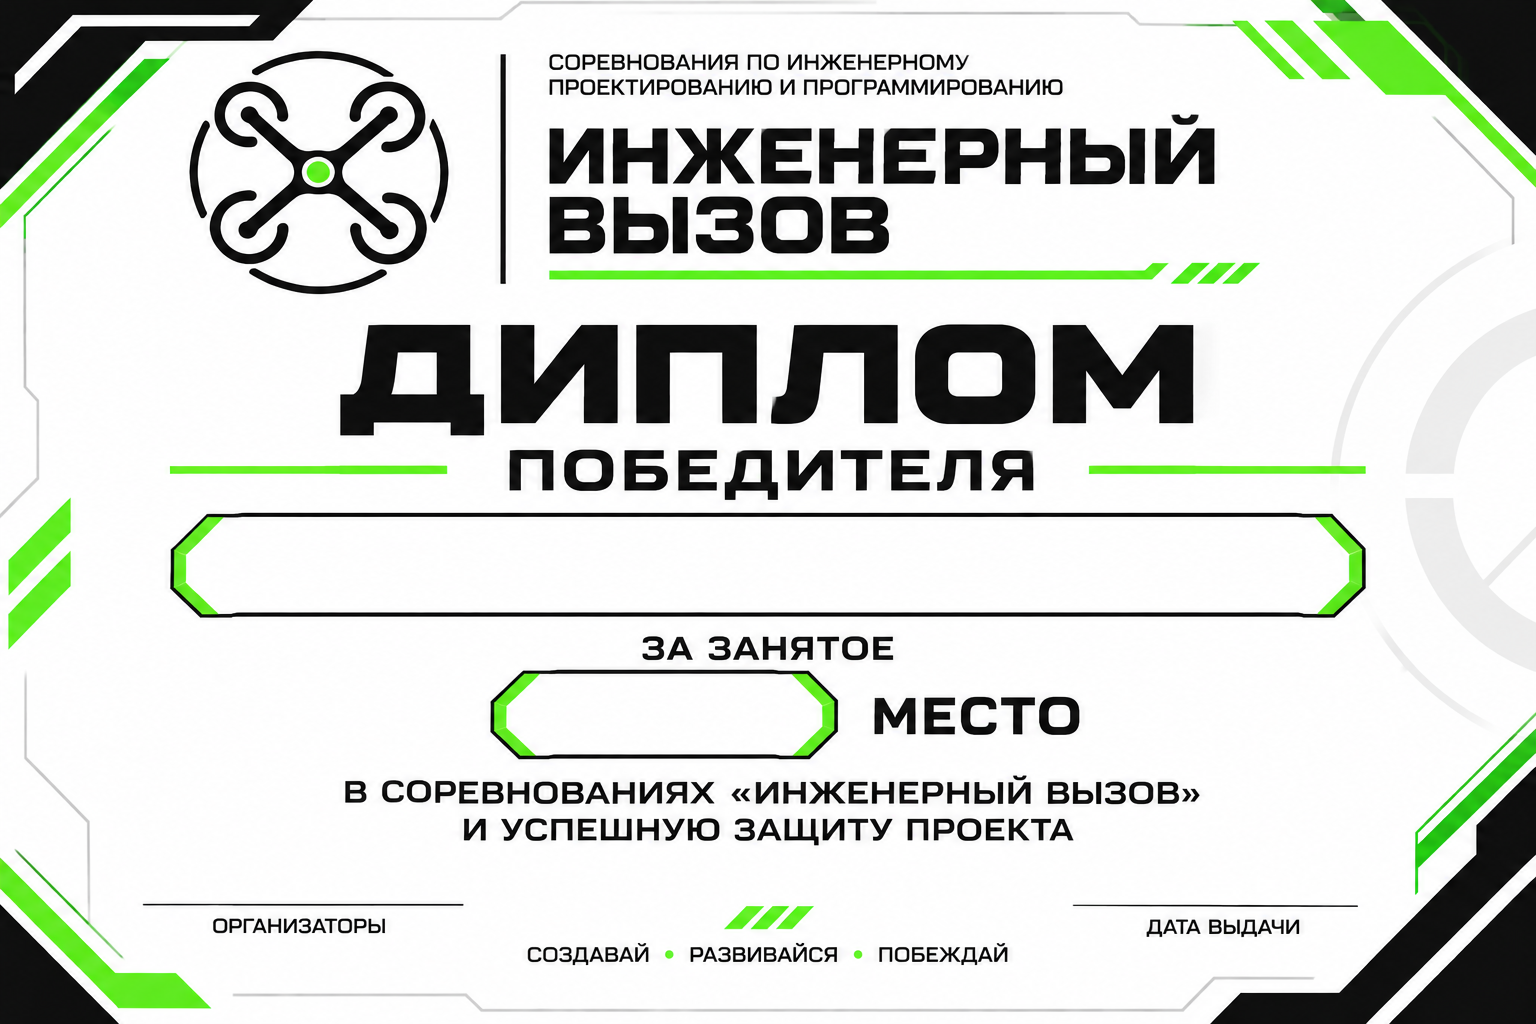 СОРЕВНОВАНИЯ ПО ИНЖЕНЕРНОМУ
ПРОЕКТИРОВАНИЮ И ПРОГРАММИРОВАНИЮ
ИНЖЕНЕРНЫЙ
ВЫЗОВ
ДИПЛОМ
ПОБЕДИТЕЛЯ
ЗА ЗАНЯТОЕ
МЕСТО
В СОРЕВНОВАНИЯХ «ИНЖЕНЕРНЫЙ ВЫЗОВ»
И УСПЕШНУЮ ЗАЩИТУ ПРОЕКТА
ОРГАНИЗАТОРЫ
ДАТА ВЫДАЧИ
СОЗДАВАЙ • РАЗВИВАЙСЯ • ПОБЕЖДАЙ